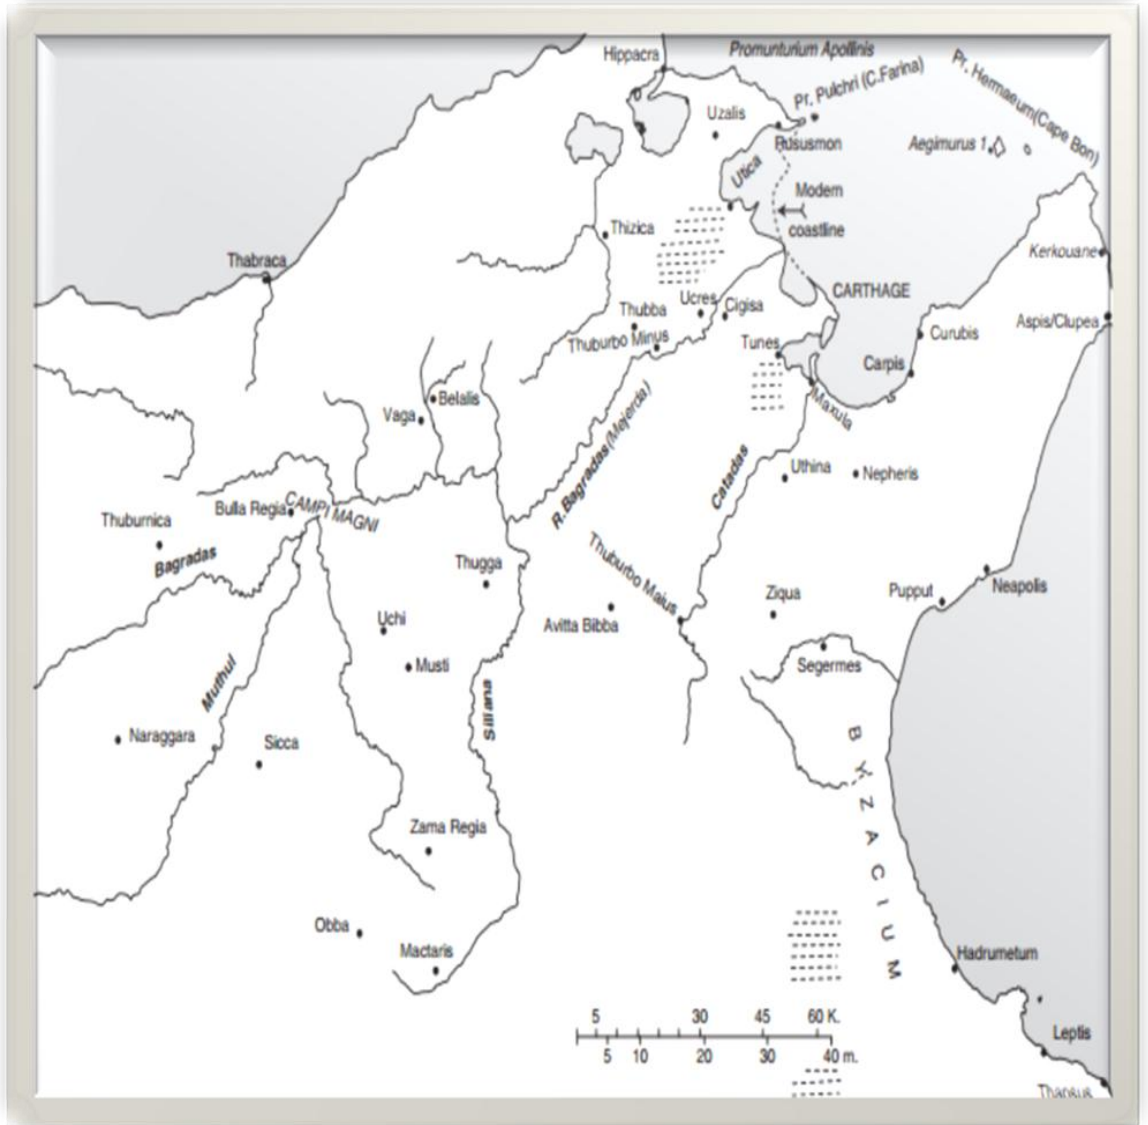 Hippacra
Promunturium Apollinis
Pr. Hermaeum(Cape Bon)
Pr. Pulchri (C.Farina)
Uzalis
Rususmon
Aegimurus 1.
Utica
Modern
coastline
Thizica
Kerkouane
Thabraca
CARTHAGE
Ucres
Cigisa
Thubba
Aspis/Clupea
Curubis
Thuburbo Minus
Tunes
Carpis
Maxula
Belalis
Vaga
R.Bagradas(Mejerda)
Catadas
Uthina
Nepheris
Bulla Regia
CAMPI MAGNI
Thuburnica
Bagradas
Thuburbo Maius
Thugga
Neapolis
Pupput
Ziqua
Uchi
Avitta Bibba
Musti
Segermes
Muthul
Siliana
Naraggara
Sicca
BYZACIUM
Zama Regia
Obba
Mactaris
Hadrumetum
5 30 45 60 K.
5 10 20 30 40 m.
Leptis